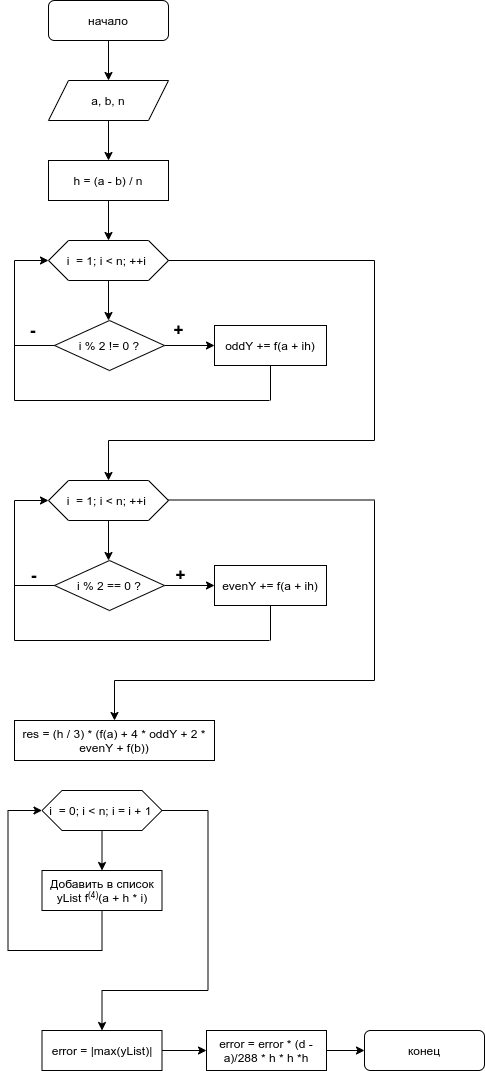 начало
a, b, n
h = (a - b) / n
i  = 1; i < n; ++i
-
+
i % 2 != 0 ?
oddY += f(a + ih)
i  = 1; i < n; ++i
-
+
i % 2 == 0 ?
evenY += f(a + ih)
res = (h / 3) * (f(a) + 4 * oddY + 2 *
evenY + f(b))
i  = 0; i < n; i = i + 1
Добавить в список
yList f⁽⁴⁾(a + h * i)
error = |max(yList)|
error = error * (d -
a)/288 * h * h *h
конец